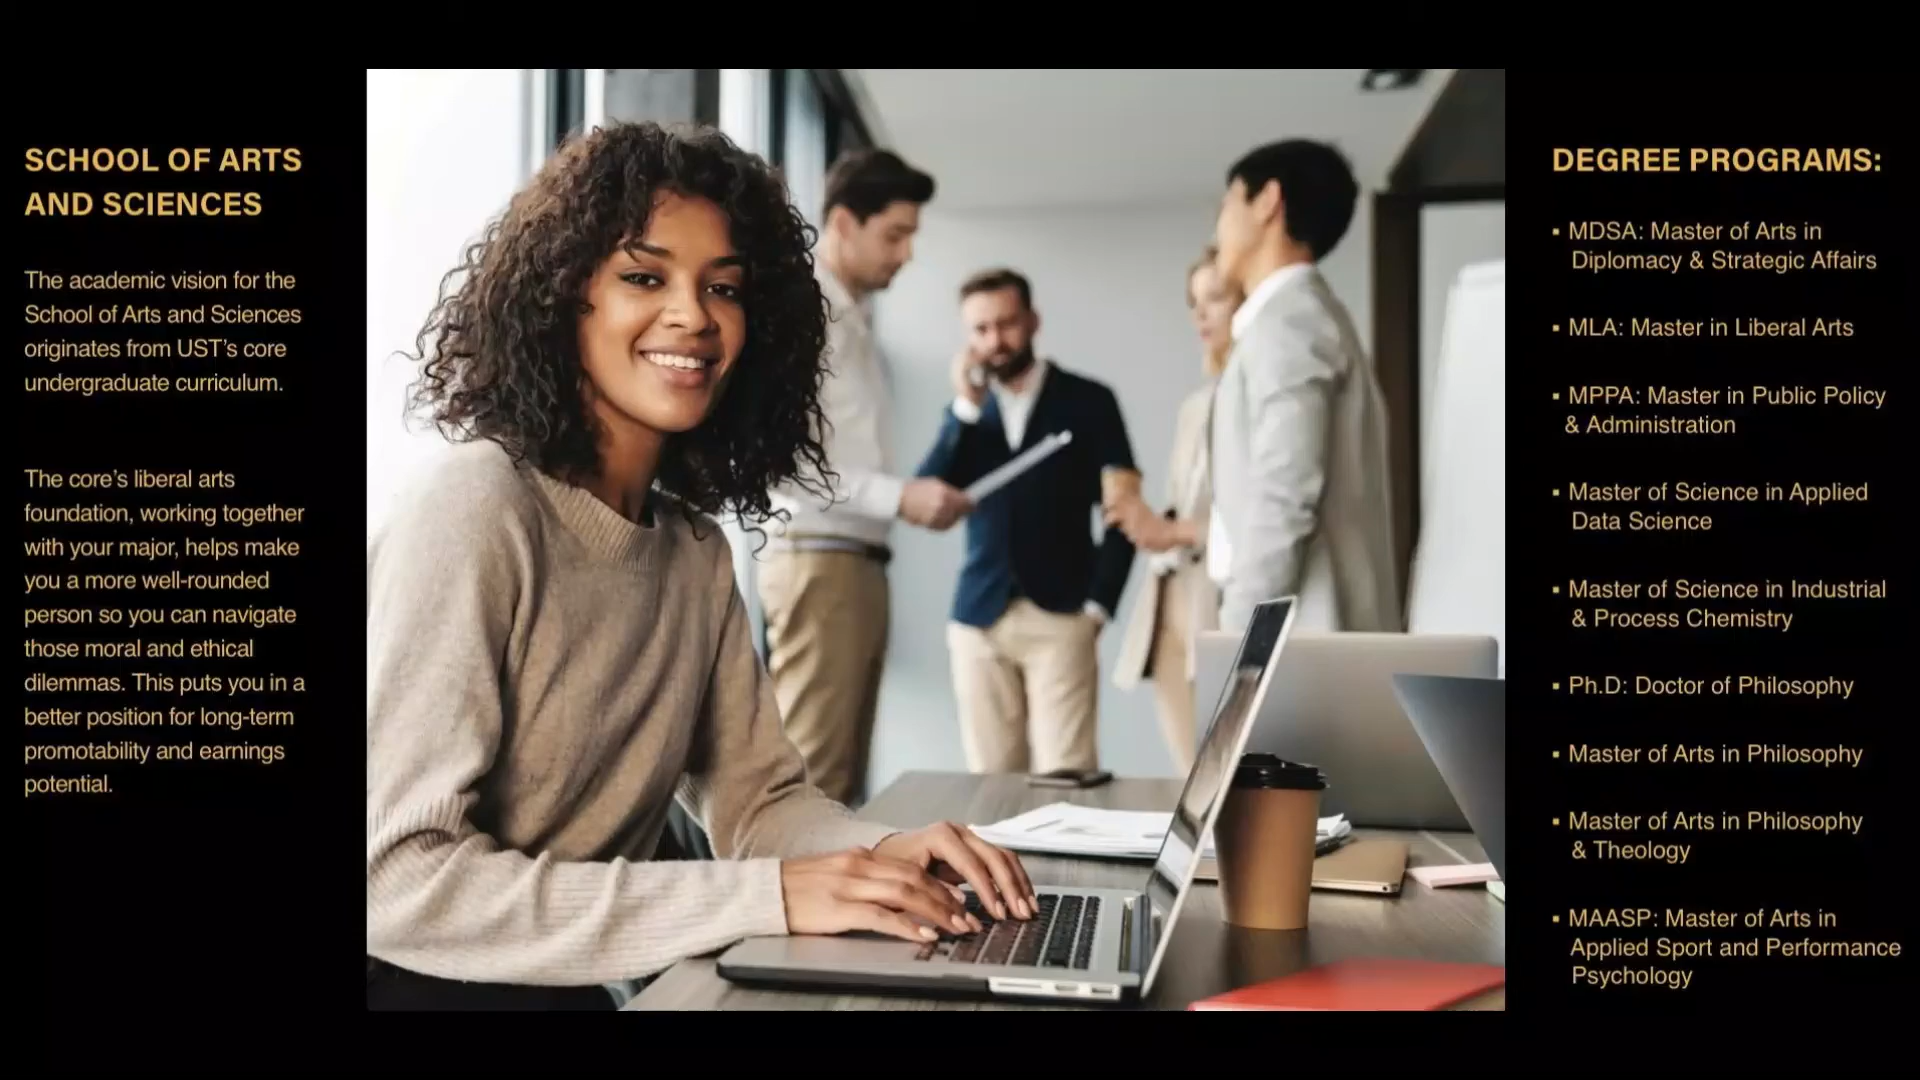 SCHOOL OF ARTS
AND SCIENCES
The academic vision for the
School of Arts and Sciences
originates from UST’s core
undergraduate curriculum.
The core’s liberal arts
foundation, working together
with your major, helps make
you a more well-rounded
person so you can navigate
those moral and ethical
dilemmas. This puts you in a
better position for long-term
promotability and earnings
potential.
DEGREE PROGRAMS:
▪ MDSA: Master of Arts in
Diplomacy & Strategic Affairs
▪ MLA: Master in Liberal Arts
▪ MPPA: Master in Public Policy
& Administration
▪ Master of Science in Applied
Data Science
▪ Master of Science in Industrial
& Process Chemistry
▪ Ph.D: Doctor of Philosophy
▪ Master of Arts in Philosophy
▪ Master of Arts in Philosophy
& Theology
▪ MAASP: Master of Arts in
Applied Sport and Performance
Psychology